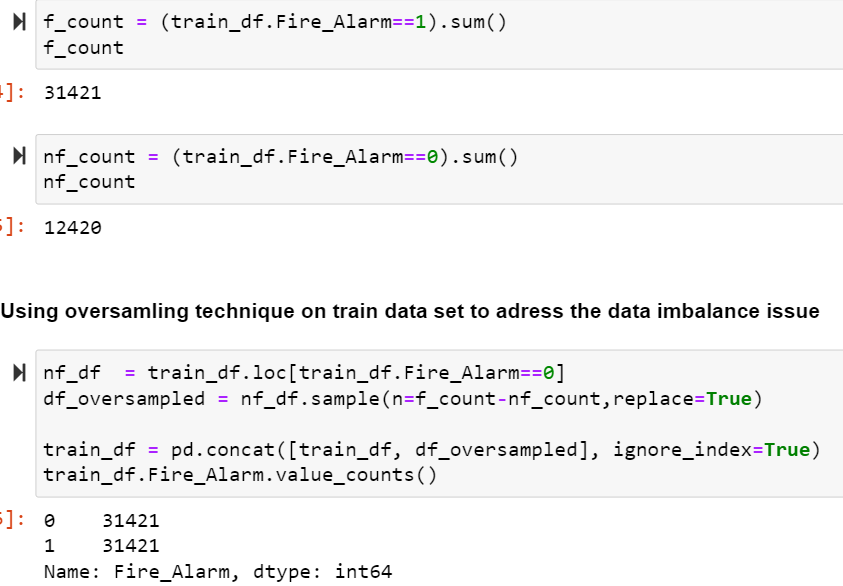 f_count = (train_df.Fire_Alarm==1).sum()
f_count
]: 31421
nf_count = (train_df.Fire_Alarm==0).sum()
nf_count
]: 12420
Using oversamling technique on train data set to adress the data imbalance issue
nf_df  = train_df.loc[train_df.Fire_Alarm==0]
df_oversampled = nf_df.sample(n=f_count-nf_count,replace=True)
train_df = pd.concat([train_df, df_oversampled], ignore_index=True)
train_df.Fire_Alarm.value_counts()
]: 0    31421
1    31421
Name: Fire_Alarm, dtype: int64